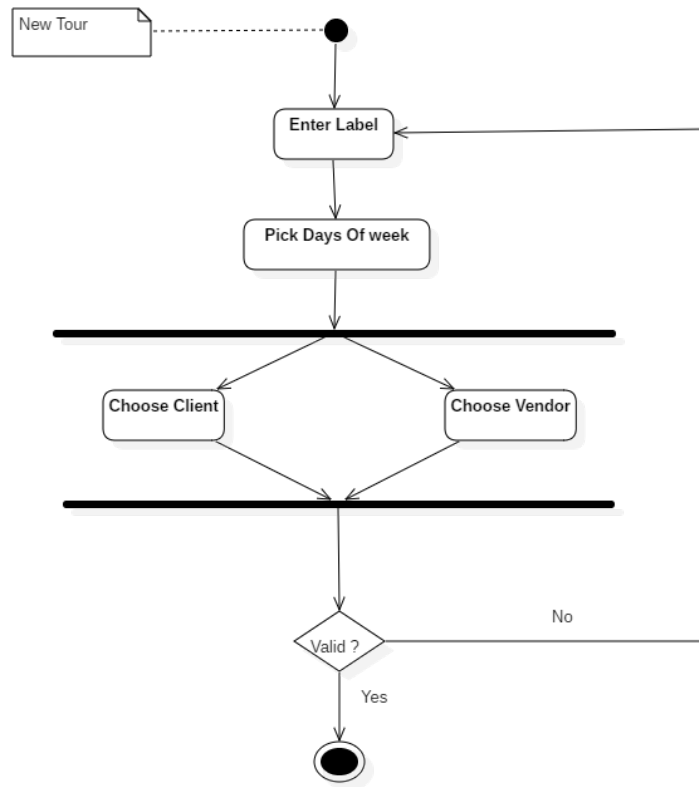 New Tour
Enter Label
Pick Days Of week
Choose Client
Choose Vendor
No
Valid ?
Yes